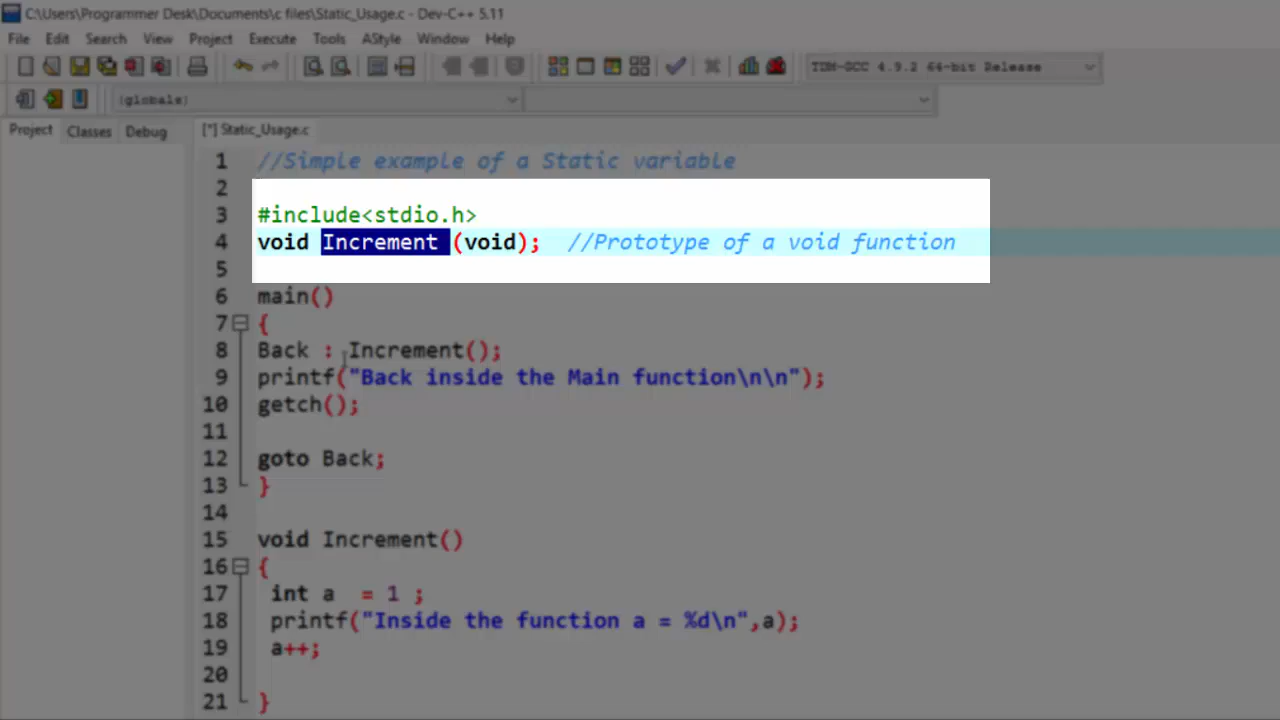 C:\Users\Programmer Desk\Documents\c files\Static_Usage.c - Dev-C++ 5.11
File Edit Search View Project Execute Tools AStyle Window Help
TDM-GCC 4.9.2 64-bit Release
(globals)
Project Classes Debug [*] Static_Usage.c
1 //Simple example of a Static variable
2
3 #include<stdio.h>
4 void Increment (void); //Prototype of a void function
5
6 main()
7 {
8 Back : Increment();
9 printf("Back inside the Main function\n\n");
10 getch();
11
12 goto Back;
13 }
14
15 void Increment()
16 {
17 int a = 1 ;
18 printf("Inside the function a = %d\n",a);
19 a++;
20
21 }